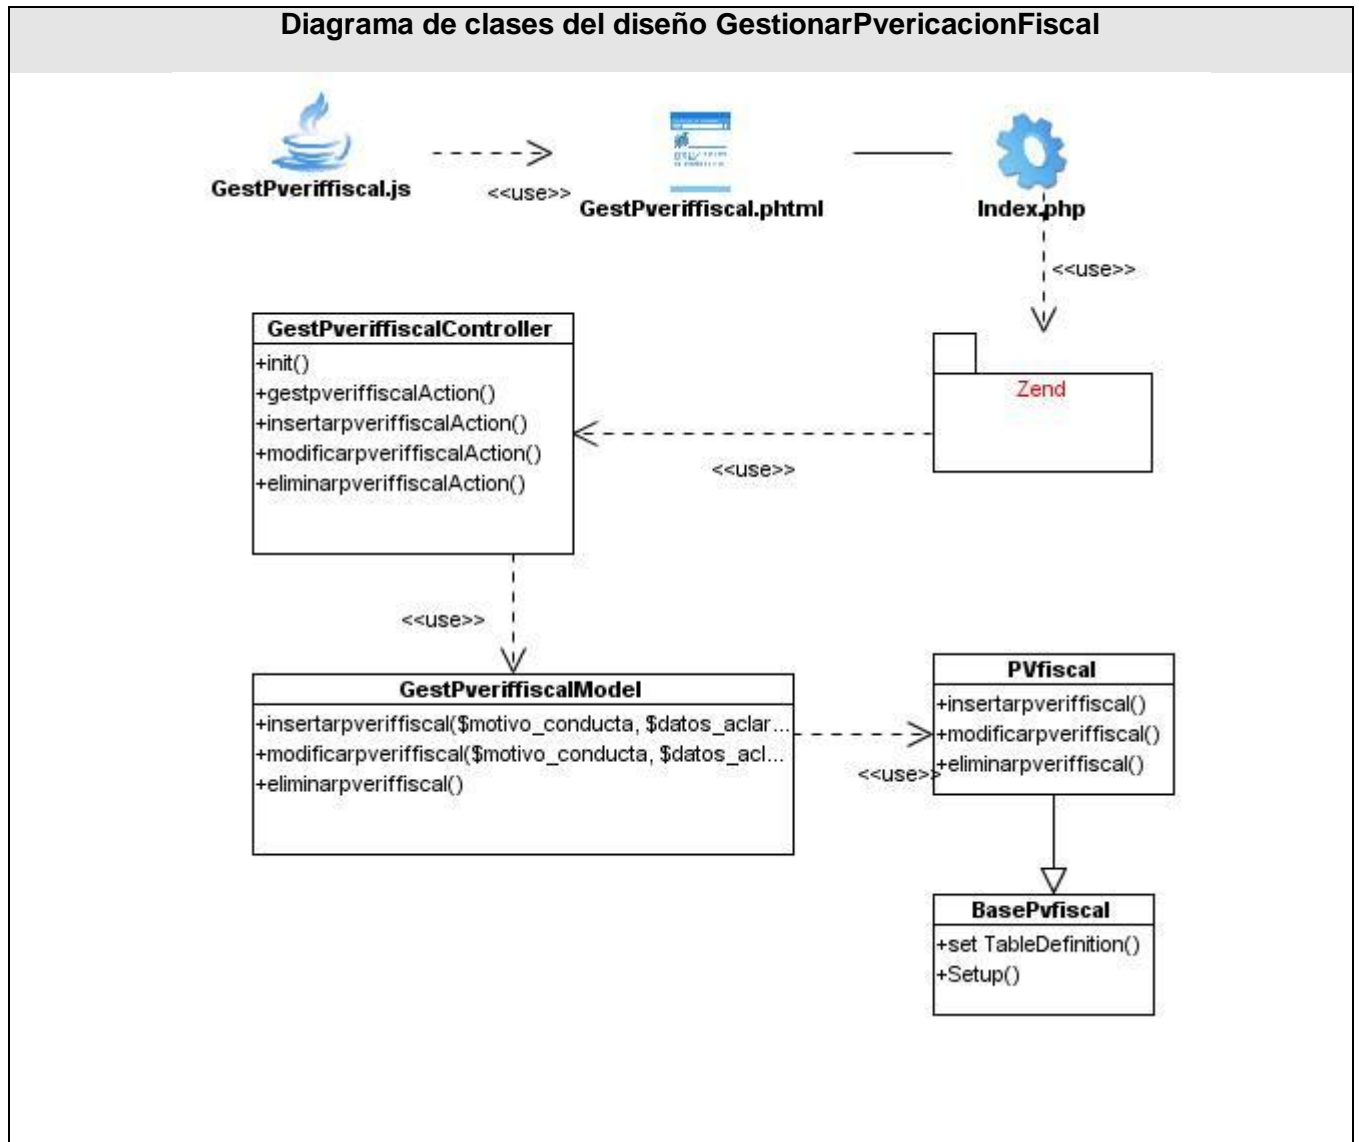 Diagrama de clases del diseño GestionarPvericacionFiscal
GestPveriffiscal.js
<<use>>
GestPveriffiscal.phtml
Index.php
<<use>>
GestPveriffiscalController
+init()
+gestpveriffiscalAction()
+insertarpveriffiscalAction()
+modificarpveriffiscalAction()
+eliminarpveriffiscalAction()
Zend
<<use>>
<<use>>
GestPveriffiscalModel
+insertarpveriffiscal($motivo_conducta, $datos_aclar...
+modificarpveriffiscal($motivo_conducta, $datos_acl...
+eliminarpveriffiscal()
<<use>>
PVfiscal
+insertarpveriffiscal()
+modificarpveriffiscal()
+eliminarpveriffiscal()
BasePvfiscal
+set TableDefinition()
+Setup()